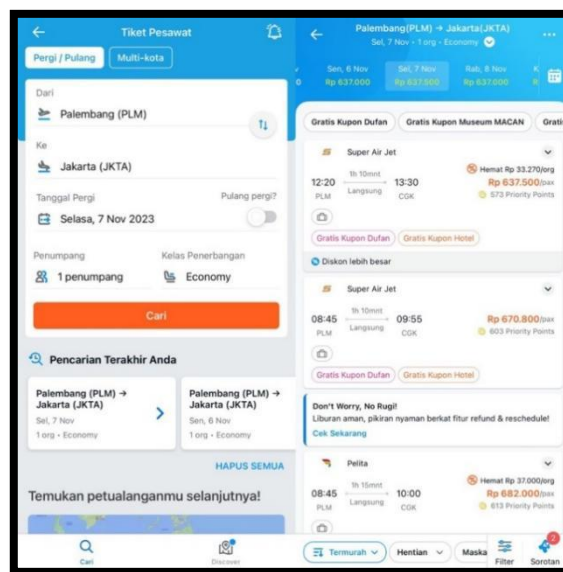 Tiket Pesawat
Pergi / Pulang
Multi-kota
Dari
Palembang (PLM)
Ke
Jakarta (JKTA)
Tanggal Pergi
Pulang pergi?
Selasa, 7 Nov 2023
Penumpang
Kelas Penerbangan
1 penumpang
Economy
Cari
Pencarian Terakhir Anda
Palembang (PLM) →
Jakarta (JKTA)
Sel, 7 Nov
1 org • Economy
Palembang (PLM) →
Jakarta (JKTA)
Sen, 6 Nov
1 org • Economy
HAPUS SEMUA
Temukan petualanganmu selanjutnya!
Cari
Discover
Palembang(PLM) → Jakarta(JKTA)
Sel, 7 Nov • 1 org • Economy
Sen, 6 Nov
Rp 637.000
Sel, 7 Nov
Rp 637.500
Rab, 8 Nov
Rp 637.000
Gratis Kupon Dufan
Gratis Kupon Museum MACAN
Grati
Super Air Jet
Hemat Rp 33.270/org
12:20
1h 10mnt
13:30
Rp 637.500/pax
PLM
Langsung
CGK
573 Priority Points
Gratis Kupon Dufan
Gratis Kupon Hotel
Diskon lebih besar
Super Air Jet
08:45
1h 10mnt
09:55
Rp 670.800/pax
PLM
Langsung
CGK
603 Priority Points
Gratis Kupon Dufan
Gratis Kupon Hotel
Don't Worry, No Rugi!
Liburan aman, pikiran nyaman berkat fitur refund & reschedule!
Cek Sekarang
Pelita
Hemat Rp 37.000/org
08:45
1h 15mnt
10:00
Rp 682.000/pax
PLM
Langsung
CGK
613 Priority Points
Termurah
Hentian
Maska
Filter
Sorotan
2